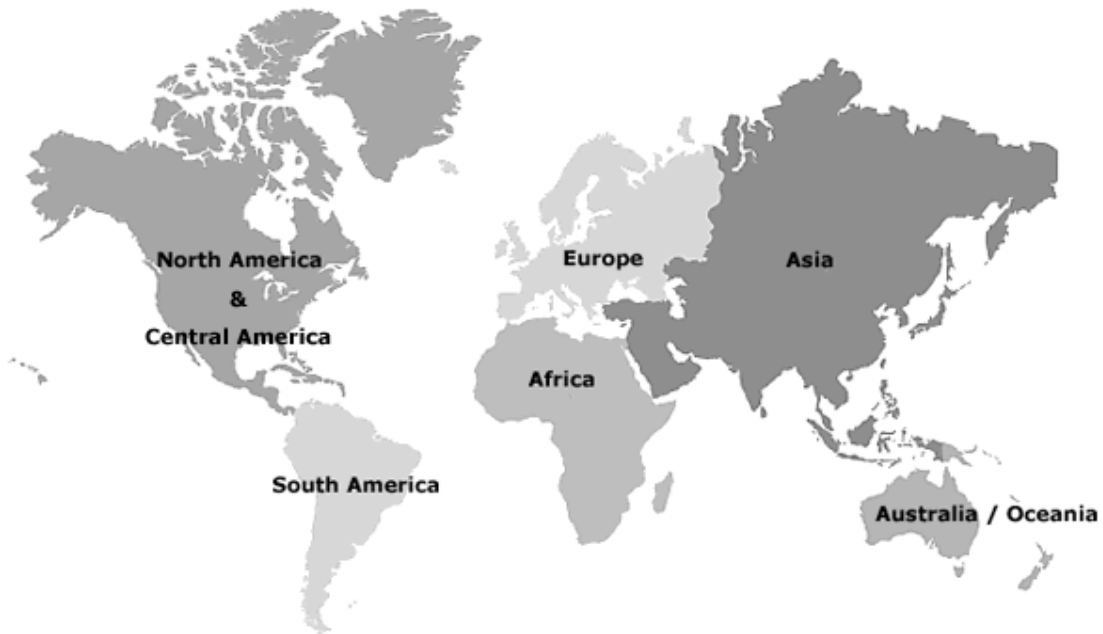 North America
&
Central America
Europe
Asia
Africa
South America
Australia / Oceania